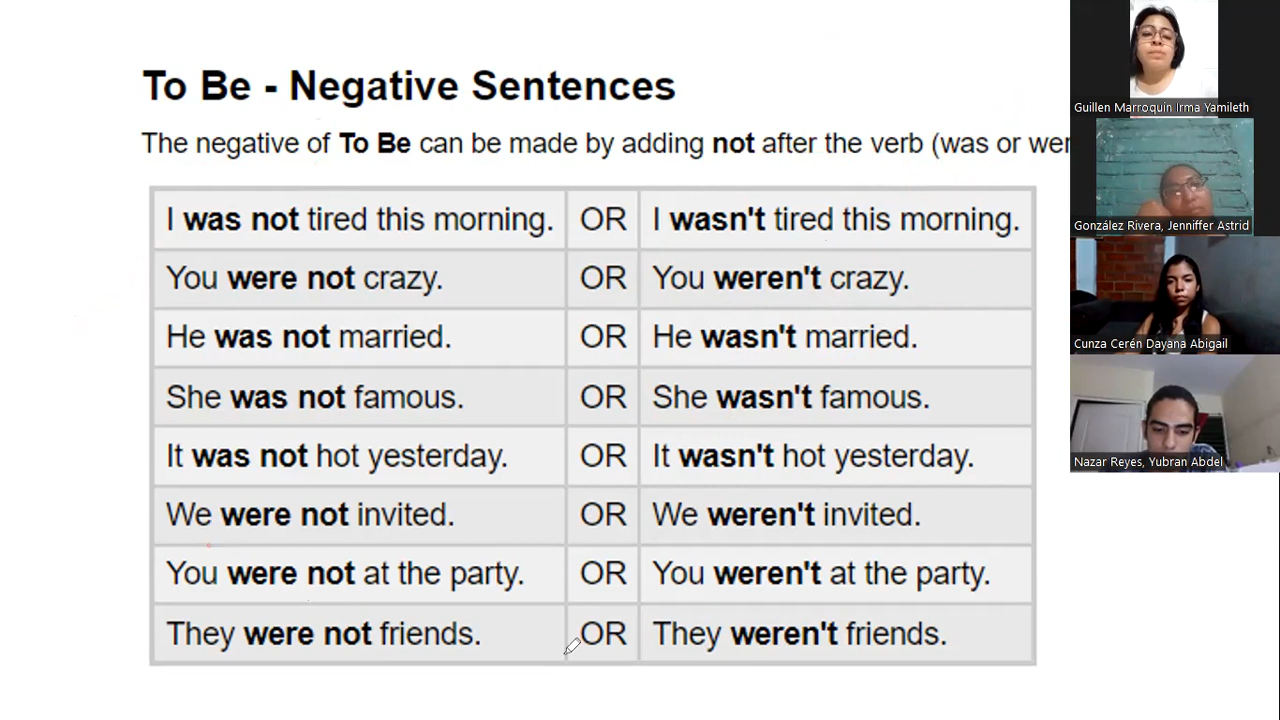 To Be - Negative Sentences
The negative of To Be can be made by adding not after the verb (was or wer
I was not tired this morning. OR I wasn't tired this morning.
You were not crazy. OR You weren't crazy.
He was not married. OR He wasn't married.
She was not famous. OR She wasn't famous.
It was not hot yesterday. OR It wasn't hot yesterday.
We were not invited. OR We weren't invited.
You were not at the party. OR You weren't at the party.
They were not friends. OR They weren't friends.
Guillen Marroquin Irma Yamileth
González Rivera, Jenniffer Astrid
Cunza Cerén Dayana Abigail
Nazar Reyes, Yubran Abdel